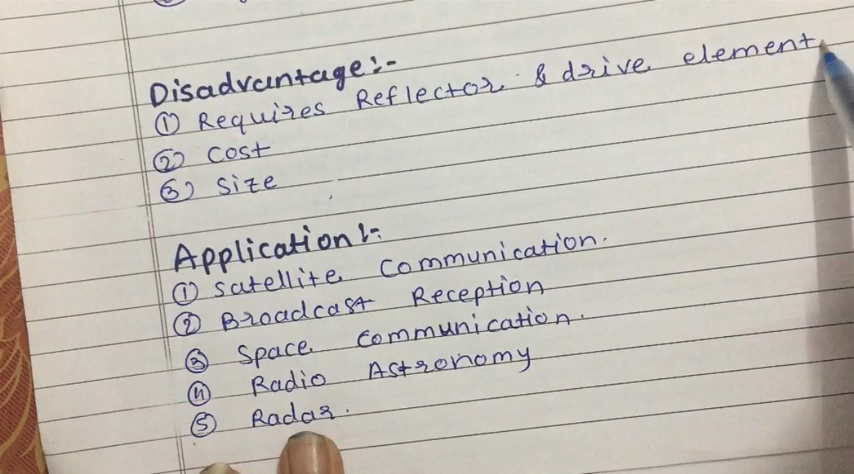 Disadvantage:-
① Requires Reflector & drive element
② Cost
③ Size
Application:-
① Satellite Communication.
② Broadcast Reception
③ Space Communication.
④ Radio Astronomy
⑤ Radar.